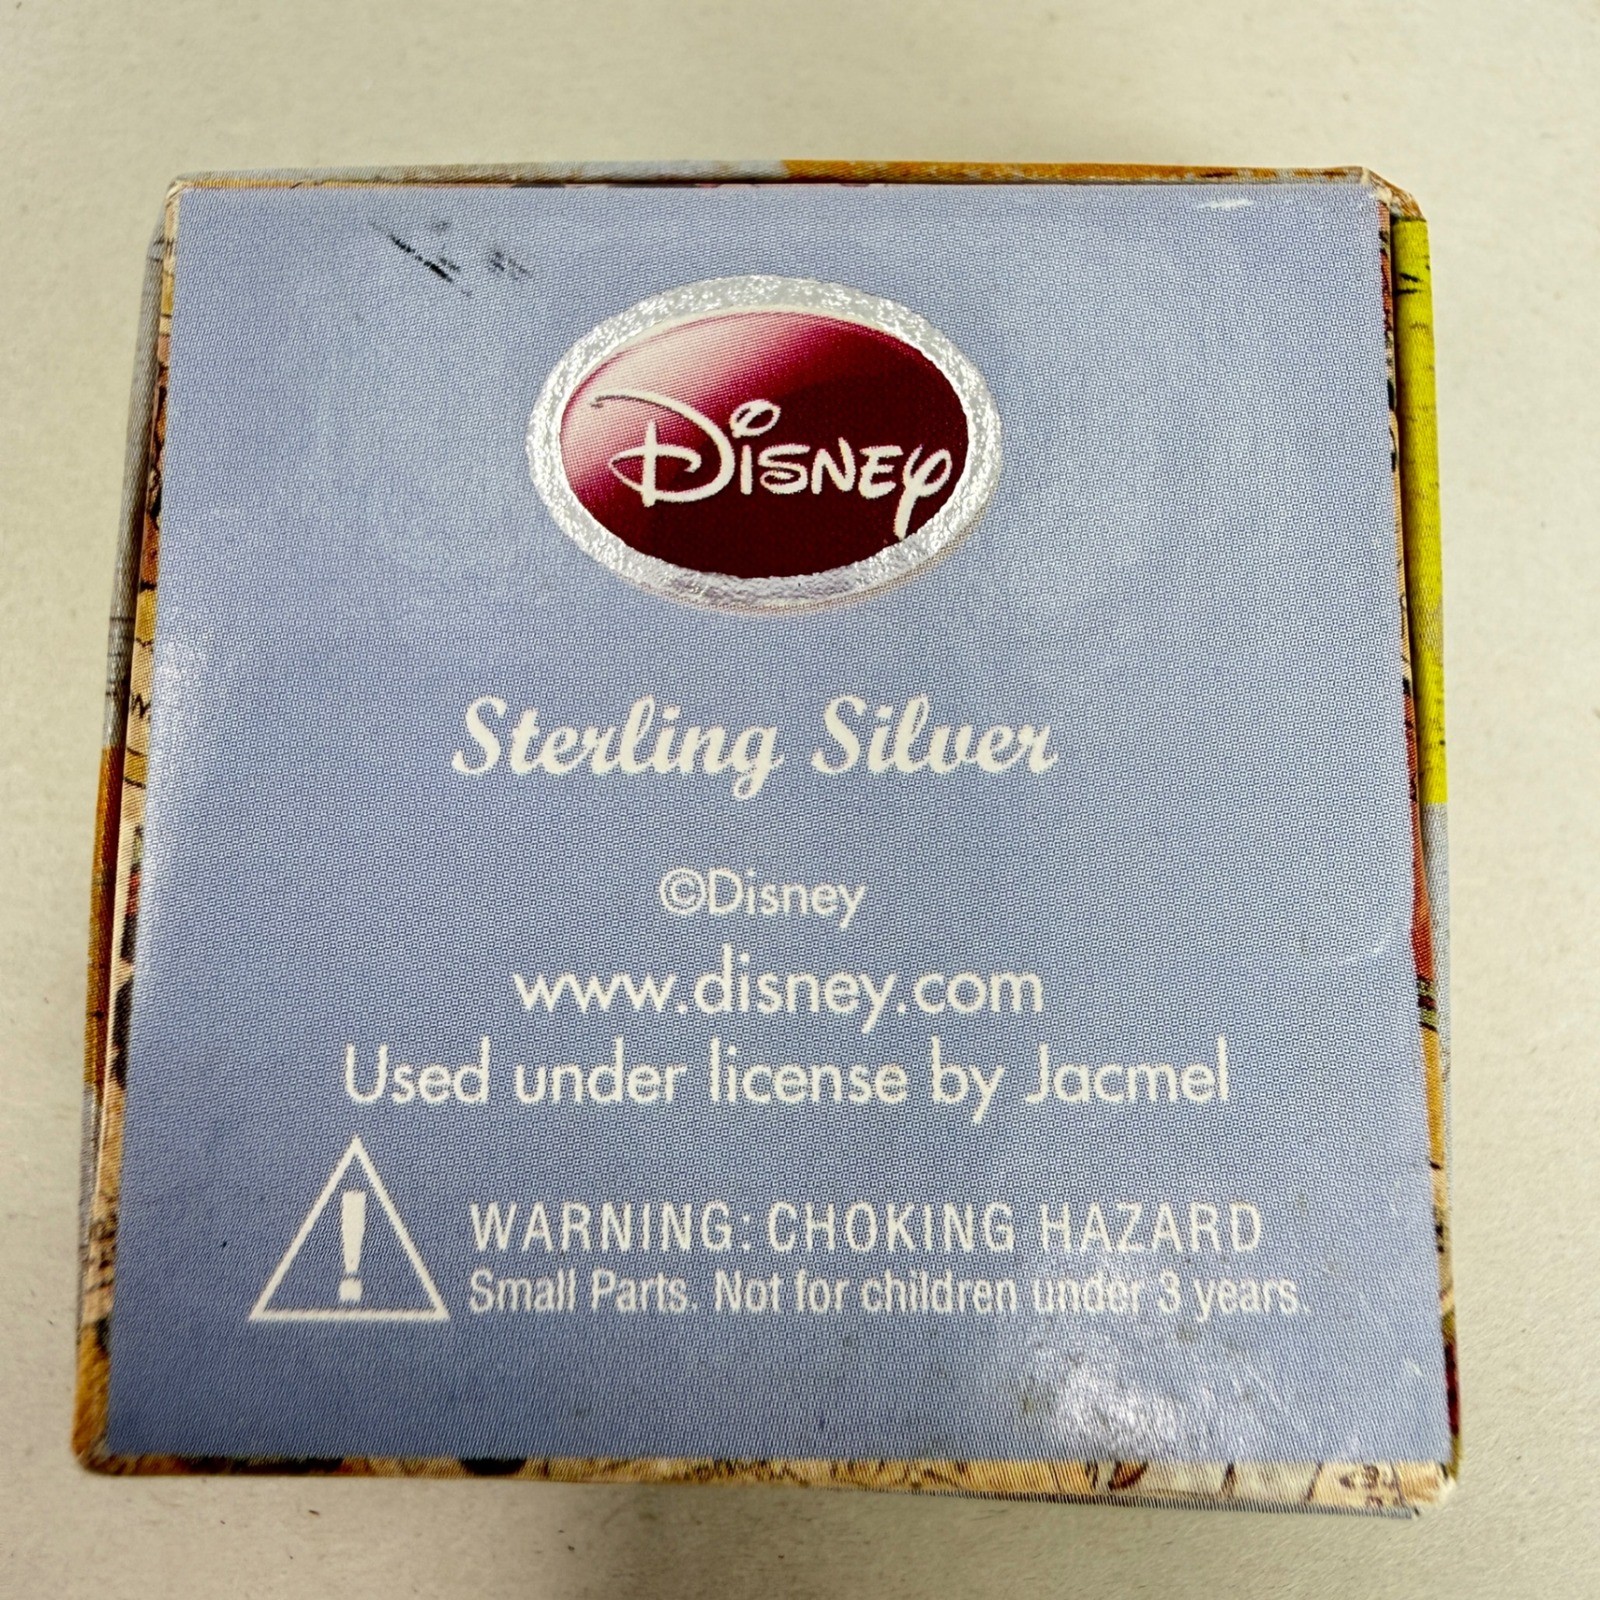 Disney
Sterling Silver
©Disney
www.disney.com
Used under license by Jacmel
WARNING: CHOKING HAZARD
Small Parts. Not for children under 3 years.